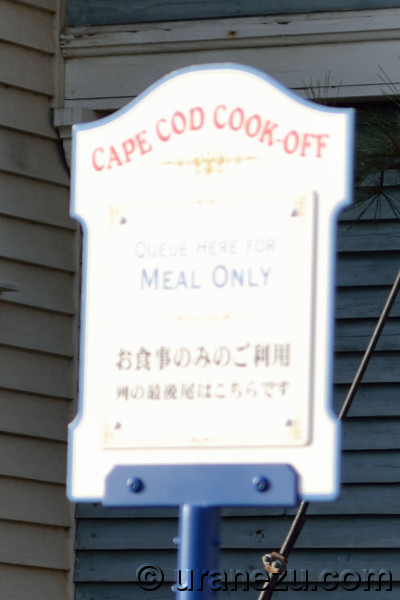 CAPE COD COOK-OFF
QUEUE HERE FOR
MEAL ONLY
お食事のみのご利用
列の最後尾はこちらです
© uranezu.com